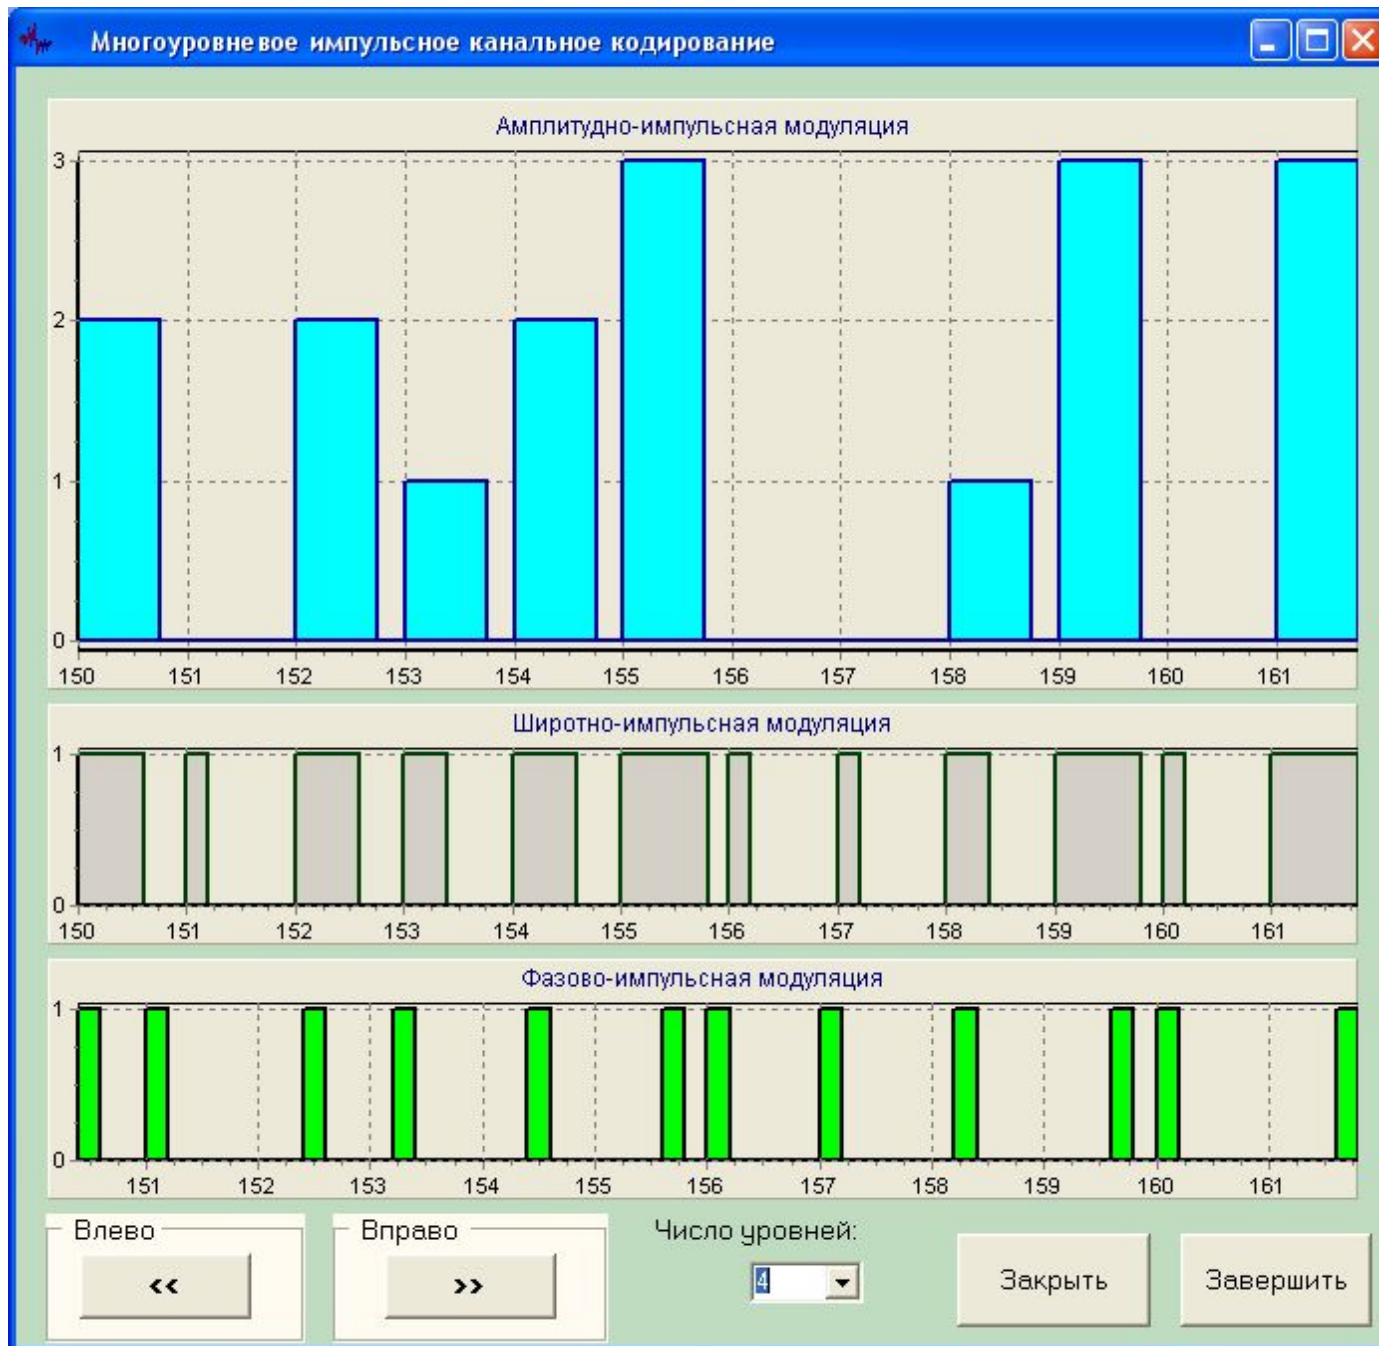 Многоуровневое импульсное канальное кодирование
Амплитудно-импульсная модуляция
3
2
1
0
150 151 152 153 154 155 156 157 158 159 160 161
Широтно-импульсная модуляция
1
0
150 151 152 153 154 155 156 157 158 159 160 161
Фазово-импульсная модуляция
1
0
151 152 153 154 155 156 157 158 159 160 161
Влево Вправо Число уровней:
<< >> 4 Закрыть Завершить